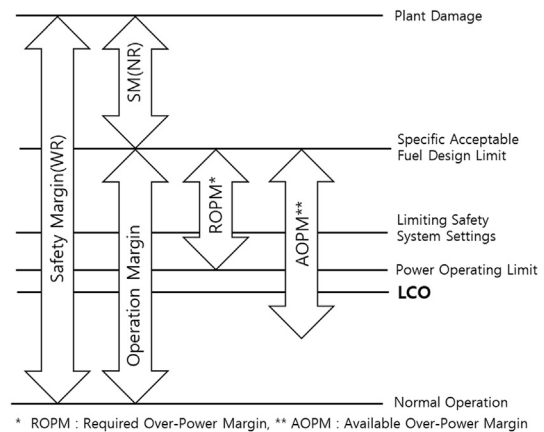 Plant Damage
SM(NR)
Safety Margin(WR)
Specific Acceptable
Fuel Design Limit
Operation Margin
ROPM*
AOPM**
Limiting Safety
System Settings
Power Operating Limit
LCO
Normal Operation
* ROPM : Required Over-Power Margin, ** AOPM : Available Over-Power Margin